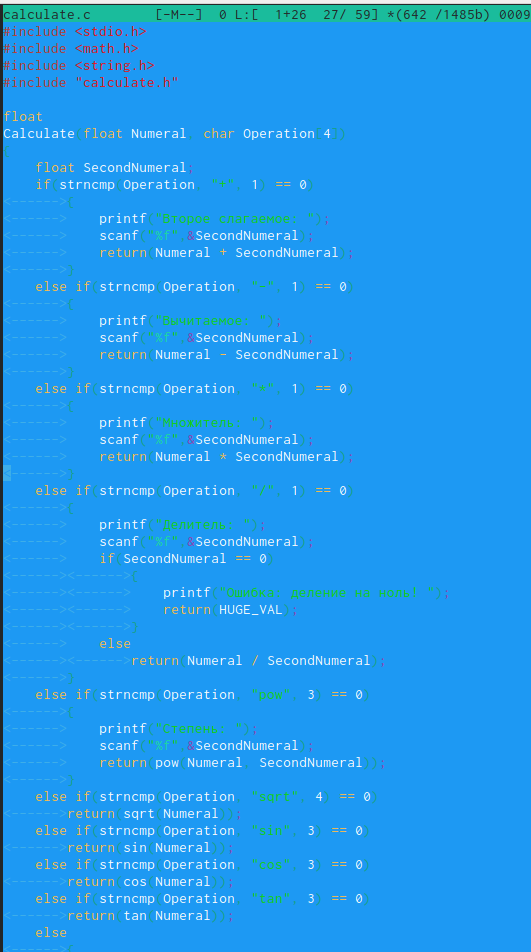 calculate.c        [-M--]  0 L:[  1+26  27/ 59] *(642 /1485b) 0009
#include <stdio.h>
#include <math.h>
#include <string.h>
#include "calculate.h"
float
Calculate(float Numeral, char Operation[4])
{
    float SecondNumeral;
    if(strncmp(Operation, "+", 1) == 0)
<------>{
<------>    printf("Второе слагаемое: ");
<------>    scanf("%f",&SecondNumeral);
<------>    return(Numeral + SecondNumeral);
<------>}
    else if(strncmp(Operation, "-", 1) == 0)
<------>{
<------>    printf("Вычитаемое: ");
<------>    scanf("%f",&SecondNumeral);
<------>    return(Numeral - SecondNumeral);
<------>}
    else if(strncmp(Operation, "*", 1) == 0)
<------>{
<------>    printf("Множитель: ");
<------>    scanf("%f",&SecondNumeral);
<------>    return(Numeral * SecondNumeral);
<------>}
    else if(strncmp(Operation, "/", 1) == 0)
<------>{
<------>    printf("Делитель: ");
<------>    scanf("%f",&SecondNumeral);
<------>    if(SecondNumeral == 0)
<------><------>{
<------><------>    printf("Ошибка: деление на ноль! ");
<------><------>    return(HUGE_VAL);
<------><------>}
<------>    else
<------><------>return(Numeral / SecondNumeral);
<------>}
    else if(strncmp(Operation, "pow", 3) == 0)
<------>{
<------>    printf("Степень: ");
<------>    scanf("%f",&SecondNumeral);
<------>    return(pow(Numeral, SecondNumeral));
<------>}
    else if(strncmp(Operation, "sqrt", 4) == 0)
<------>return(sqrt(Numeral));
    else if(strncmp(Operation, "sin", 3) == 0)
<------>return(sin(Numeral));
    else if(strncmp(Operation, "cos", 3) == 0)
<------>return(cos(Numeral));
    else if(strncmp(Operation, "tan", 3) == 0)
<------>return(tan(Numeral));
    else